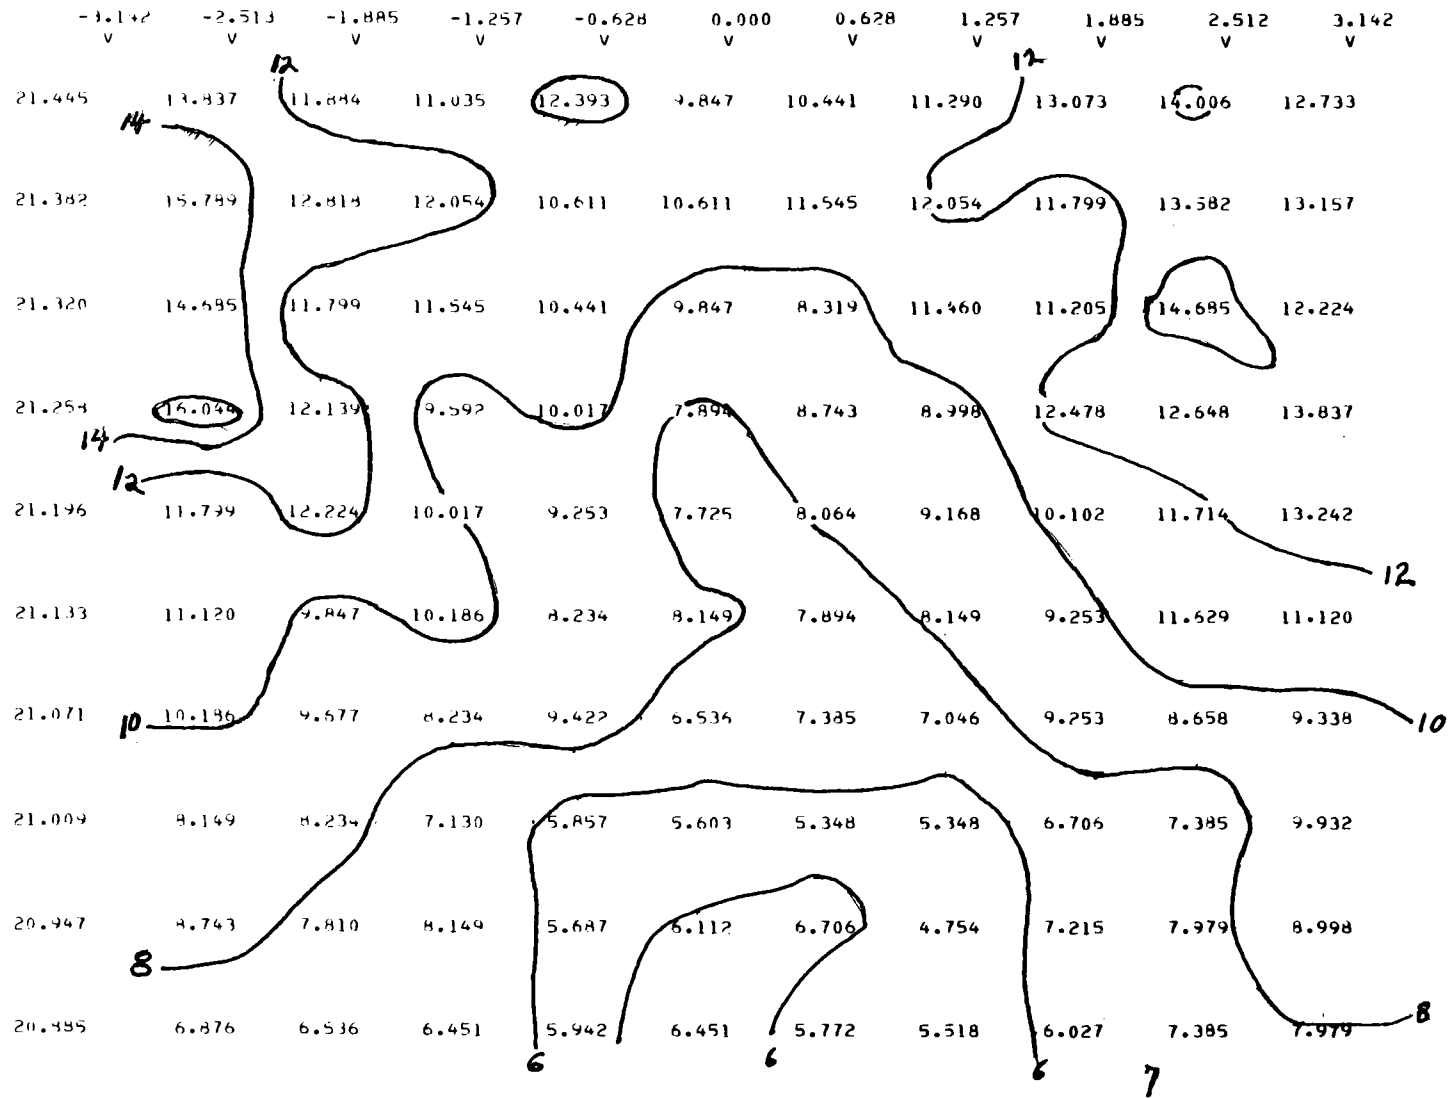 -3.142 -2.513 -1.885 -1.257 -0.628 0.000 0.628 1.257 1.885 2.512 3.142
v v v v v v v v v v v
12 12
21.445 13.837 11.884 11.035 12.393 9.847 10.441 11.290 13.073 14.006 12.733
14
21.382 15.789 12.818 12.054 10.611 10.611 11.545 12.054 11.799 13.582 13.157
21.320 14.685 11.799 11.545 10.441 9.847 8.319 11.460 11.205 14.685 12.224
21.258 16.044 12.139 9.592 10.017 7.894 8.743 8.998 12.478 12.648 13.837
14
12
21.196 11.799 12.224 10.017 9.253 7.725 8.064 9.168 10.102 11.714 13.242
12
21.133 11.120 9.847 10.186 8.234 8.149 7.894 8.149 9.253 11.629 11.120
21.071 10.186 9.677 8.234 9.422 6.536 7.385 7.046 9.253 8.658 9.338
10 10
21.009 8.149 8.234 7.130 5.857 5.603 5.348 5.348 6.706 7.385 9.932
20.947 8.743 7.810 8.149 5.687 6.112 6.706 4.754 7.215 7.979 8.998
8
20.885 6.876 6.536 6.451 5.942 6.451 5.772 5.518 6.027 7.385 7.979
8
6 6 6 7